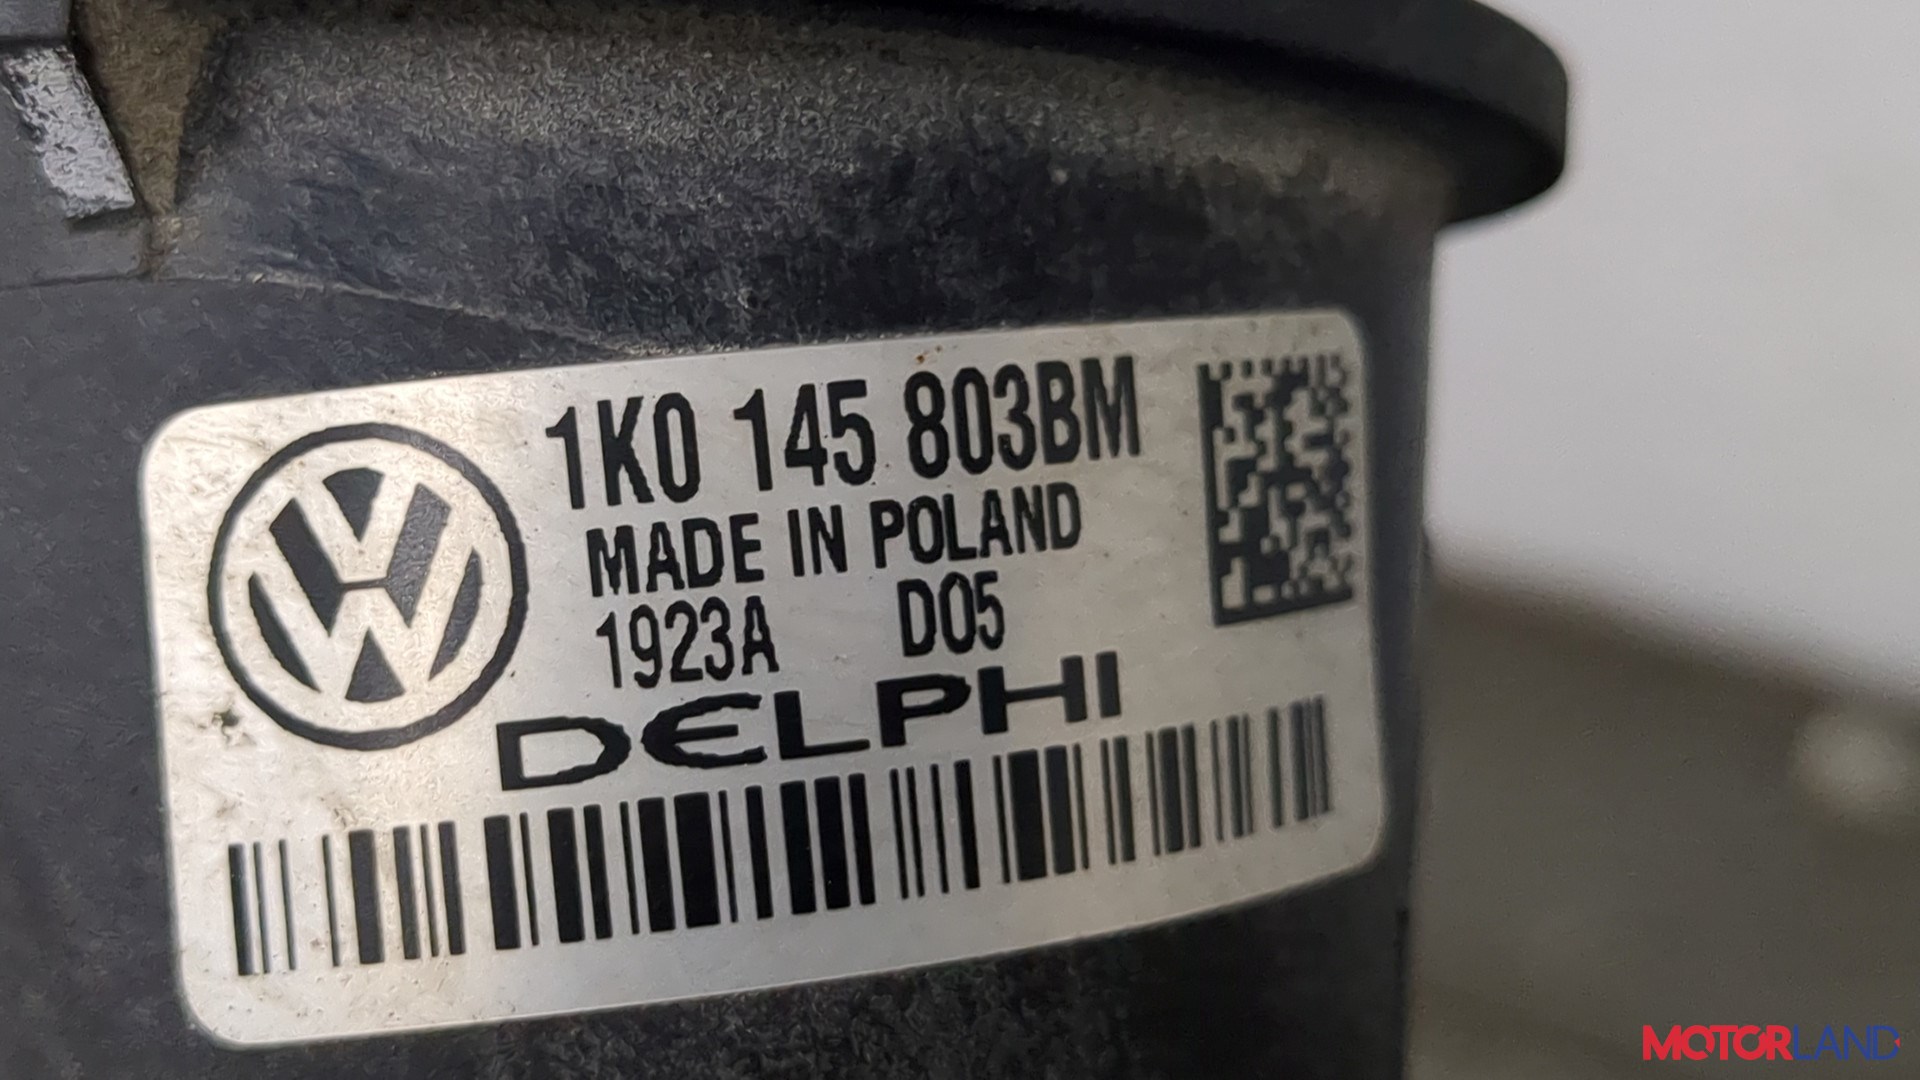 1K0 145 803BM
MADE IN POLAND
1923A D05
DELPHI
MOTORLAND